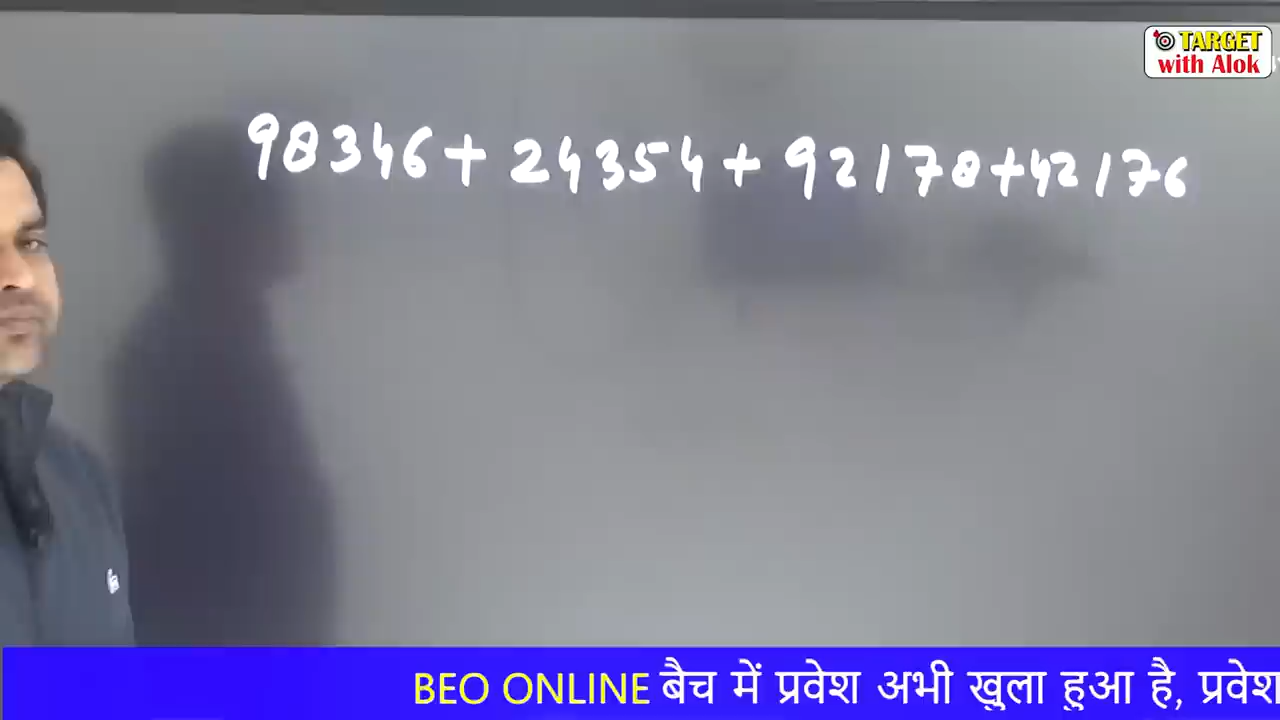 TARGET
with Alok
98346+24354+92178+42176
BEO ONLINE बैच में प्रवेश अभी खुला हुआ है, प्रवेश